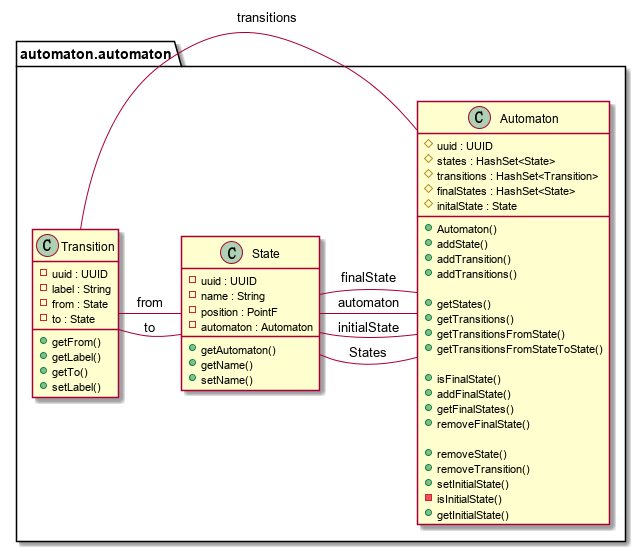 transitions
automaton.automaton
C Automaton
uuid : UUID
states : HashSet<State>
transitions : HashSet<Transition>
finalStates : HashSet<State>
initalState : State
Automaton()
addState()
addTransition()
addTransitions()
getStates()
getTransitions()
getTransitionsFromState()
getTransitionsFromStateToState()
isFinalState()
addFinalState()
getFinalStates()
removeFinalState()
removeState()
removeTransition()
setInitialState()
isInitialState()
getInitialState()
C Transition
uuid : UUID
label : String
from : State
to : State
getFrom()
getLabel()
getTo()
setLabel()
from
to
C State
uuid : UUID
name : String
position : PointF
automaton : Automaton
getAutomaton()
getName()
setName()
finalState
automaton
initialState
States